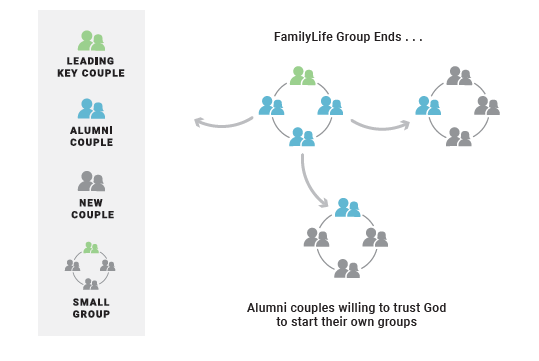 LEADING
KEY COUPLE
ALUMNI
COUPLE
NEW
COUPLE
SMALL
GROUP
FamilyLife Group Ends . . .
Alumni couples willing to trust God
to start their own groups